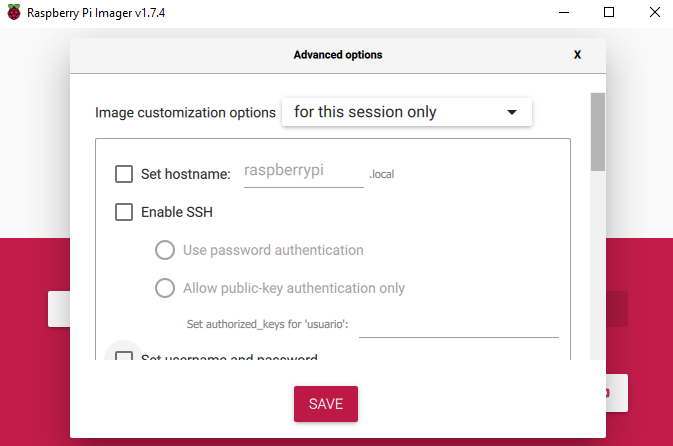 Raspberry Pi Imager v1.7.4
Advanced options
X
Image customization options for this session only
Set hostname: raspberrypi .local
Enable SSH
Use password authentication
Allow public-key authentication only
Set authorized_keys for 'usuario':
Set username and password
SAVE